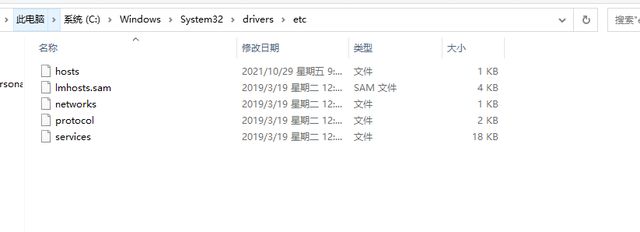 此电脑 › 系统 (C:) › Windows › System32 › drivers › etc 搜索"e
名称 修改日期 类型 大小
hosts 2021/10/29 星期五 9:... 文件 1 KB
ersona
lmhosts.sam 2019/3/19 星期二 12:... SAM 文件 4 KB
networks 2019/3/19 星期二 12:... 文件 1 KB
protocol 2019/3/19 星期二 12:... 文件 2 KB
services 2019/3/19 星期二 12:... 文件 18 KB